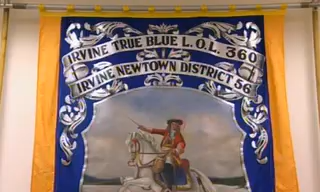 IRVINE TRUE BLUE L.O.L. 360
IRVINE NEWTOWN DISTRICT 56